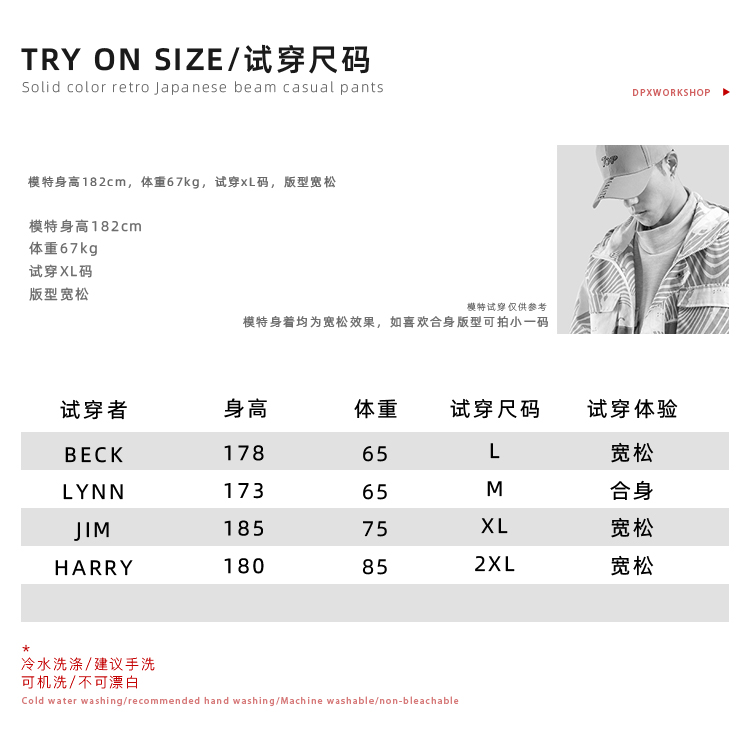 TRY ON SIZE/试穿尺码
Solid color retro Japanese beam casual pants
DPXWORKSHOP
模特身高182cm，体重67kg，试穿xL码，版型宽松
模特身高182cm
体重67kg
试穿XL码
版型宽松
模特试穿仅供参考
模特身着均为宽松效果，如喜欢合身版型可拍小一码
试穿者 身高 体重 试穿尺码 试穿体验
BECK 178 65 L 宽松
LYNN 173 65 M 合身
JIM 185 75 XL 宽松
HARRY 180 85 2XL 宽松
*
冷水洗涤/建议手洗
可机洗/不可漂白
Cold water washing/recommended hand washing/Machine washable/non-bleachable